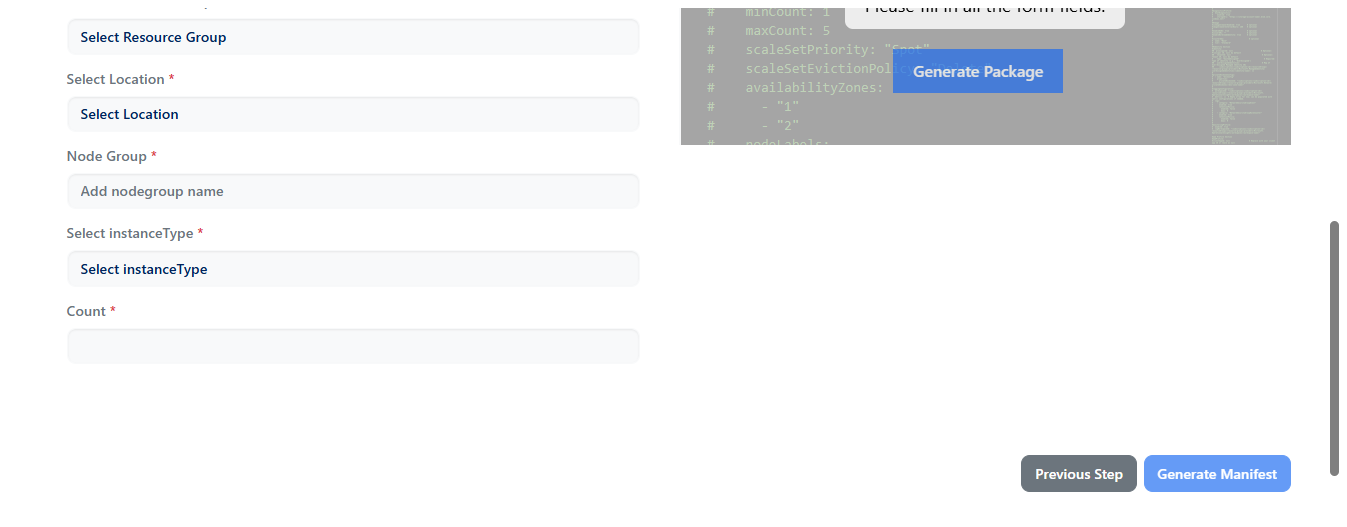 Select Resource Group
Select Location *
Select Location
Node Group *
Add nodegroup name
Select instanceType *
Select instanceType
Count *
# minCount: 1
Please fill in all the form fields.
# maxCount: 5
# scaleSetPriority: "Spot"
# scaleSetEvictionPolicy:
Generate Package
# availabilityZones:
# - "1"
# - "2"
# nodeLabels:
Previous Step
Generate Manifest